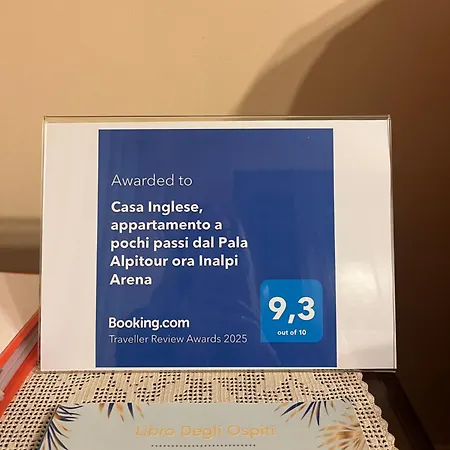 Awarded to
Casa Inglese,
appartamento a
pochi passi dal Pala
Alpitour ora Inalpi
Arena
9,3
out of 10
Booking.com
Traveller Review Awards 2025
Libro Degli Ospiti